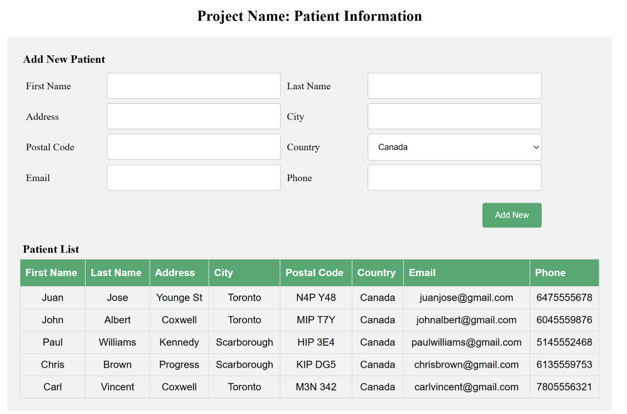 Project Name: Patient Information
Add New Patient
First Name Last Name
Address City
Postal Code Country Canada
Email Phone
Add New
Patient List
First Name Last Name Address City Postal Code Country Email Phone
Juan Jose Younge St Toronto N4P Y48 Canada juanjose@gmail.com 6475555678
John Albert Coxwell Toronto MIP T7Y Canada johnalbert@gmail.com 6045559876
Paul Williams Kennedy Scarborough HIP 3E4 Canada paulwilliams@gmail.com 5145552468
Chris Brown Progress Scarborough KIP DG5 Canada chrisbrown@gmail.com 6135559753
Carl Vincent Coxwell Toronto M3N 342 Canada carlvincent@gmail.com 7805556321